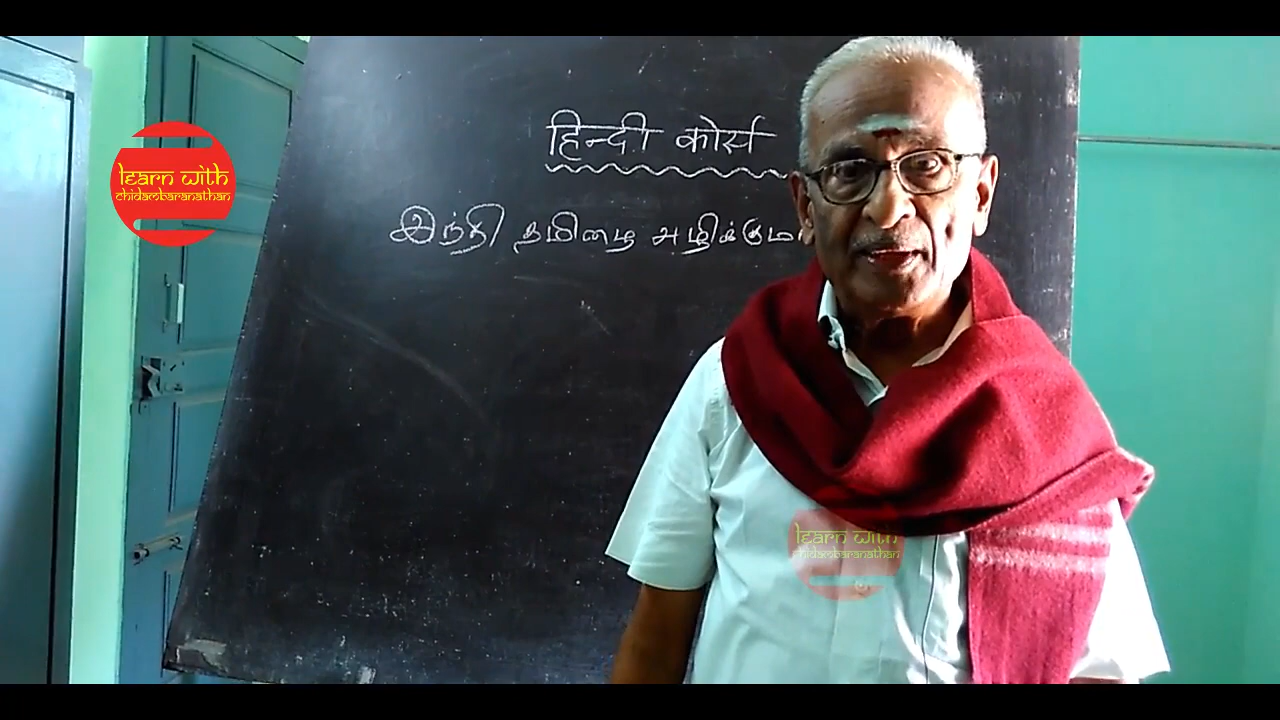 Learn with
chidambaranathan
हिन्दी कोर्स
இந்தி தமிழை அழிக்குமா
Learn with
chidambaranathan